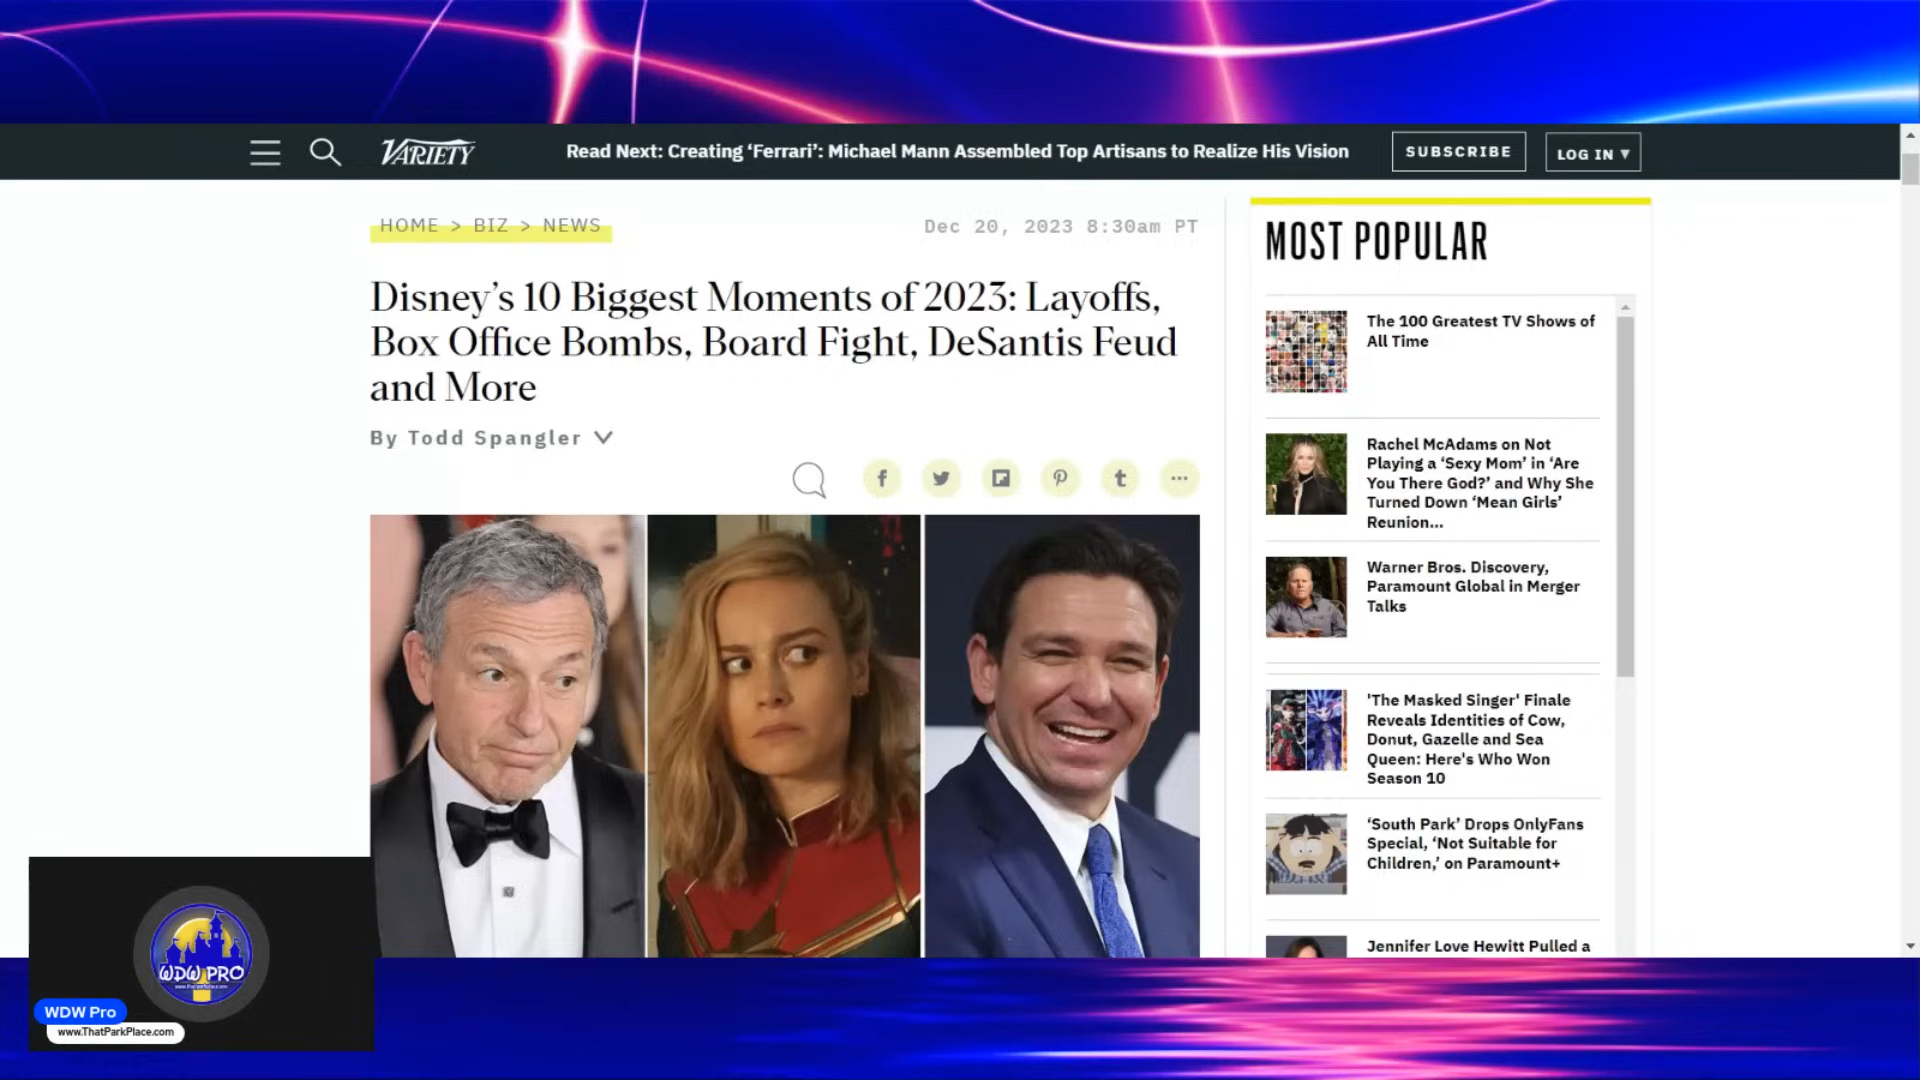 VARIETY
Read Next: Creating ‘Ferrari’: Michael Mann Assembled Top Artisans to Realize His Vision
SUBSCRIBE
LOG IN ▼
HOME > BIZ > NEWS
Dec 20, 2023 8:30am PT
Disney’s 10 Biggest Moments of 2023: Layoffs,
Box Office Bombs, Board Fight, DeSantis Feud
and More
By Todd Spangler
MOST POPULAR
The 100 Greatest TV Shows of
All Time
Rachel McAdams on Not
Playing a ‘Sexy Mom’ in ‘Are
You There God?’ and Why She
Turned Down ‘Mean Girls’
Reunion...
Warner Bros. Discovery,
Paramount Global in Merger
Talks
'The Masked Singer' Finale
Reveals Identities of Cow,
Donut, Gazelle and Sea
Queen: Here's Who Won
Season 10
‘South Park’ Drops OnlyFans
Special, ‘Not Suitable for
Children,’ on Paramount+
Jennifer Love Hewitt Pulled a
WDW PRO
WDW Pro
www.ThatParkPlace.com